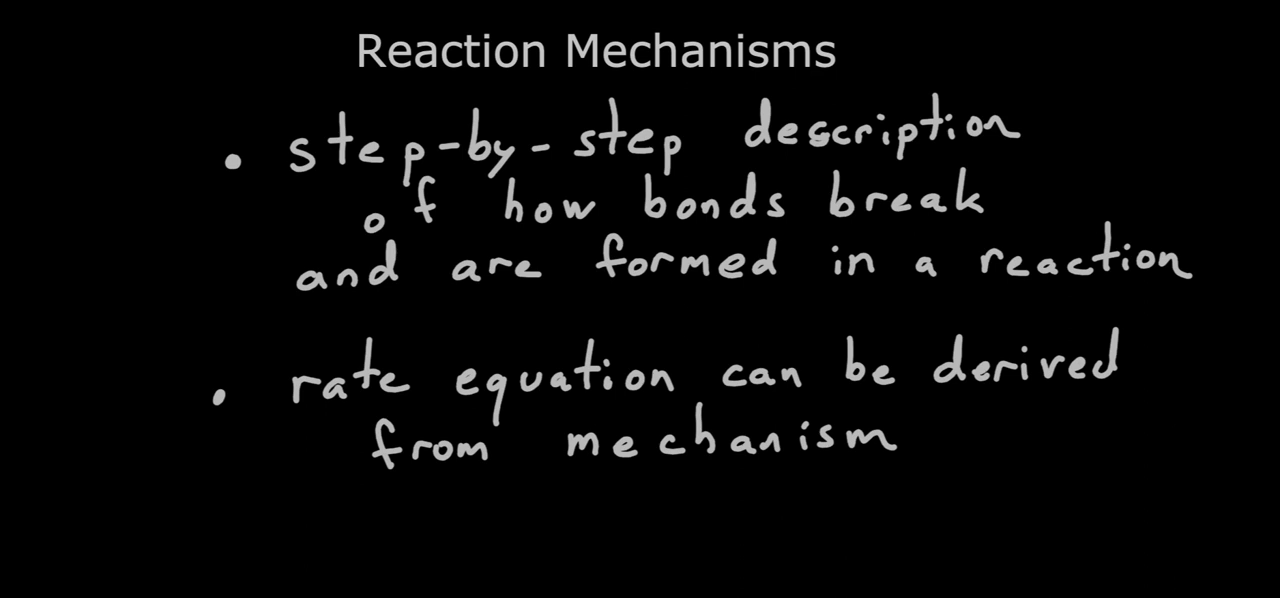 Reaction Mechanisms
• step-by-step description
of how bonds break
and are formed in a reaction
• rate equation can be derived
from mechanism